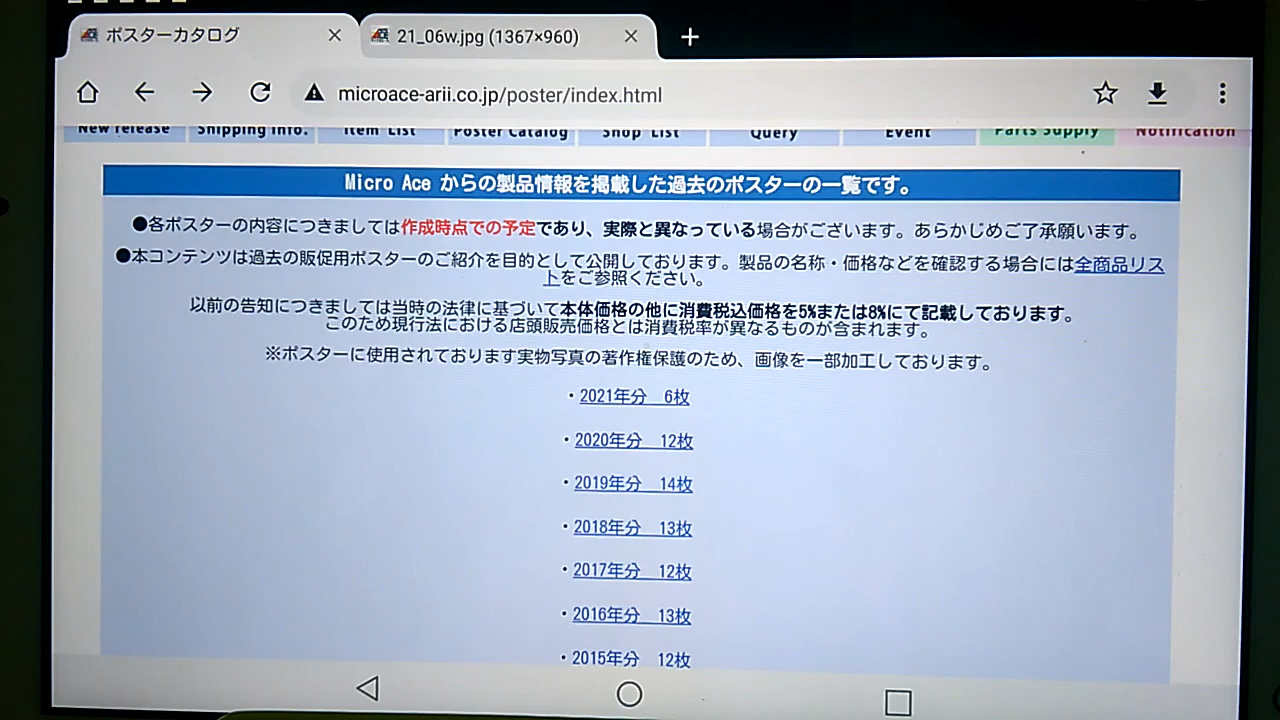 ポスターカタログ
21_06w.jpg (1367×960)
microace-arii.co.jp/poster/index.html
New release Shipping Info. Item List Poster Catalog Shop List Query Event Parts Supply Notification
Micro Ace からの製品情報を掲載した過去のポスターの一覧です。
●各ポスターの内容につきましては作成時点での予定であり、実際と異なっている場合がございます。あらかじめご了承願います。
●本コンテンツは過去の販促用ポスターのご紹介を目的として公開しております。製品の名称・価格などを確認する場合には全商品リス
トをご参照ください。
以前の告知につきましては当時の法律に基づいて本体価格の他に消費税込価格を5%または8%にて記載しております。
このため現行法における店頭販売価格とは消費税率が異なるものが含まれます。
※ポスターに使用されております実物写真の著作権保護のため、画像を一部加工しております。
・2021年分　6枚
・2020年分　12枚
・2019年分　14枚
・2018年分　13枚
・2017年分　12枚
・2016年分　13枚
・2015年分　12枚